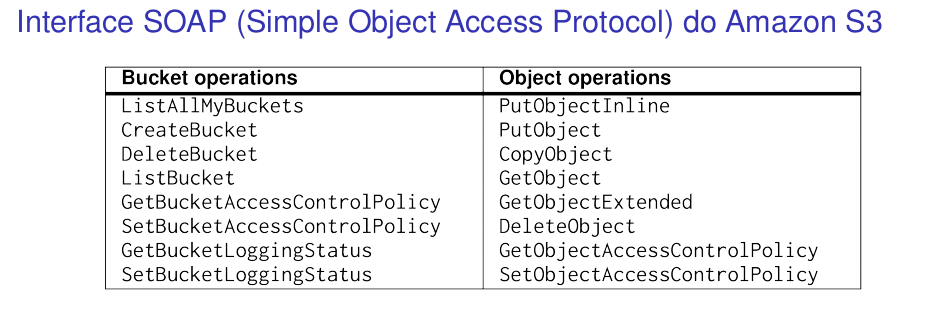 Interface SOAP (Simple Object Access Protocol) do Amazon S3
Bucket operations Object operations
ListAllMyBuckets PutObjectInline
CreateBucket PutObject
DeleteBucket CopyObject
ListBucket GetObject
GetBucketAccessControlPolicy GetObjectExtended
SetBucketAccessControlPolicy DeleteObject
GetBucketLoggingStatus GetObjectAccessControlPolicy
SetBucketLoggingStatus SetObjectAccessControlPolicy